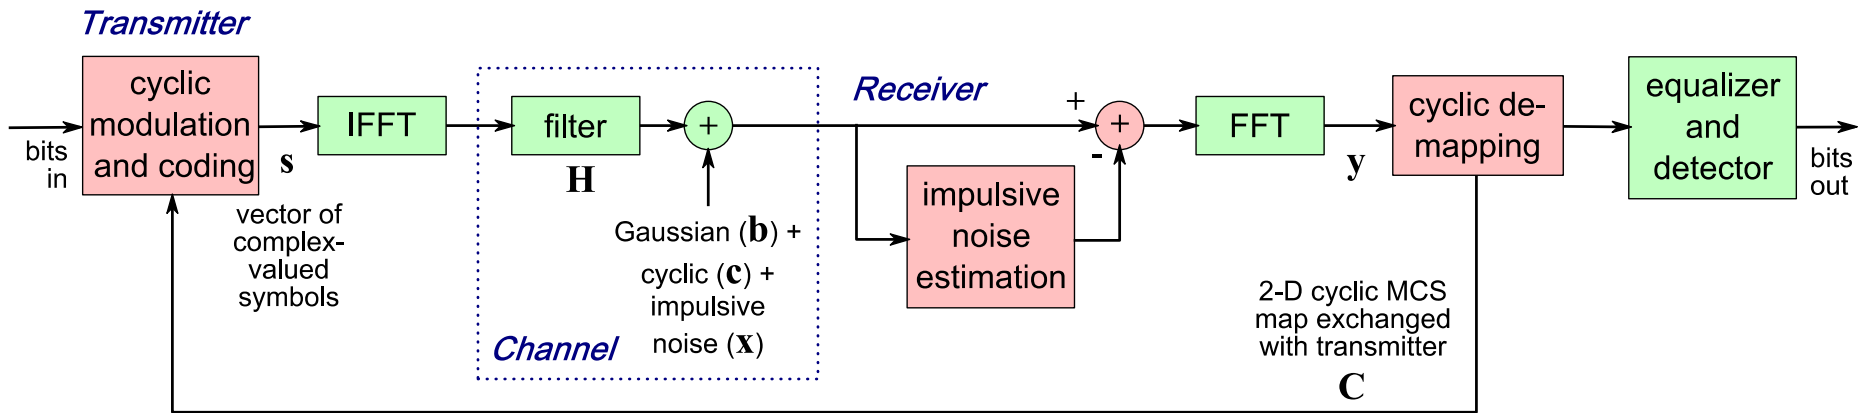 Transmitter
cyclic
modulation
and coding
bits
in
s
vector of
complex-
valued
symbols
IFFT
filter
H
+
Gaussian (b) +
cyclic (c) +
impulsive
noise (x)
Channel
Receiver
impulsive
noise
estimation
+
+
-
FFT
y
cyclic de-
mapping
2-D cyclic MCS
map exchanged
with transmitter
C
equalizer
and
detector
bits
out